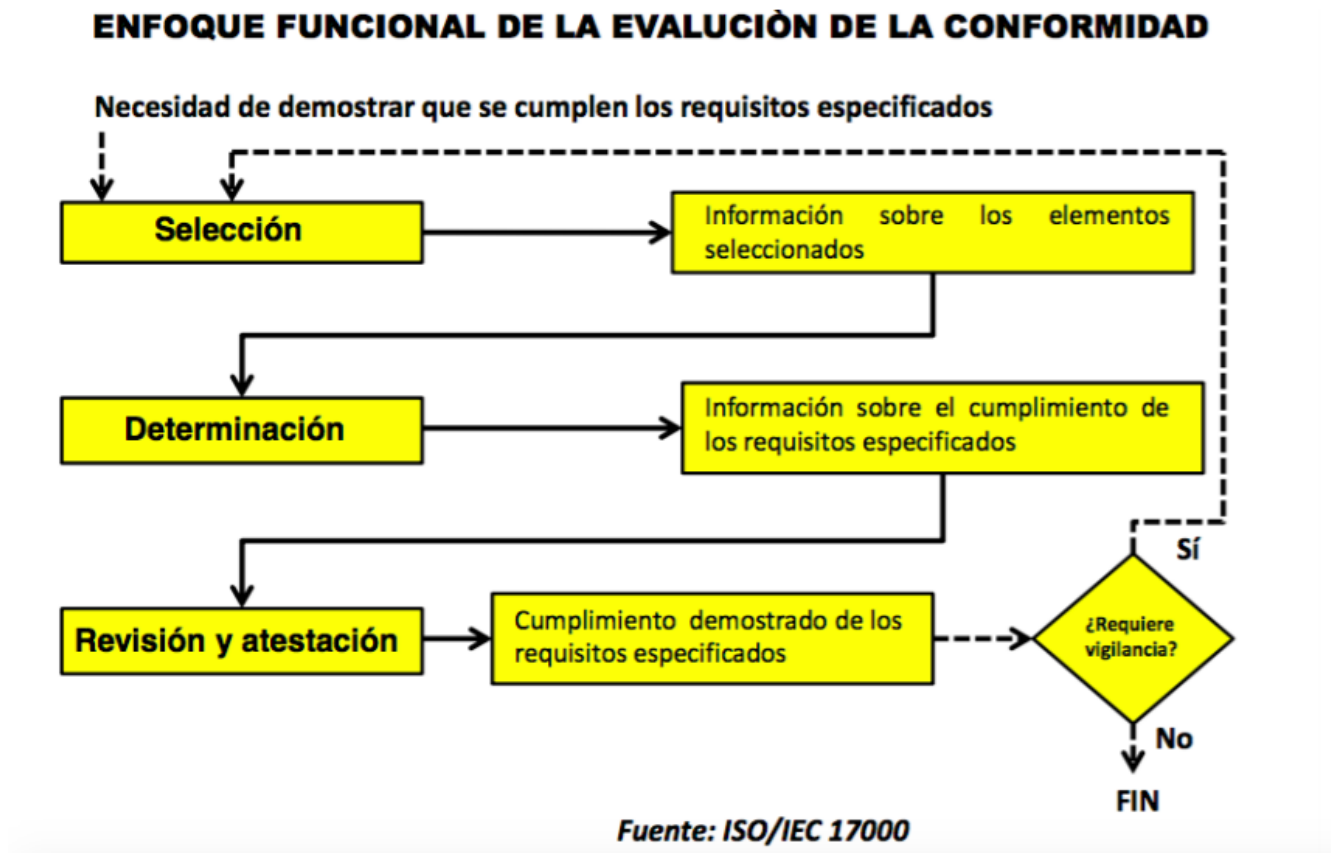 ENFOQUE FUNCIONAL DE LA EVALUCIÒN DE LA CONFORMIDAD
Necesidad de demostrar que se cumplen los requisitos especificados
Selección
Información sobre los elementos
seleccionados
Determinación
Información sobre el cumplimiento de
los requisitos especificados
Sí
Revisión y atestación
Cumplimiento demostrado de los
requisitos especificados
¿Requiere
vigilancia?
No
FIN
Fuente: ISO/IEC 17000